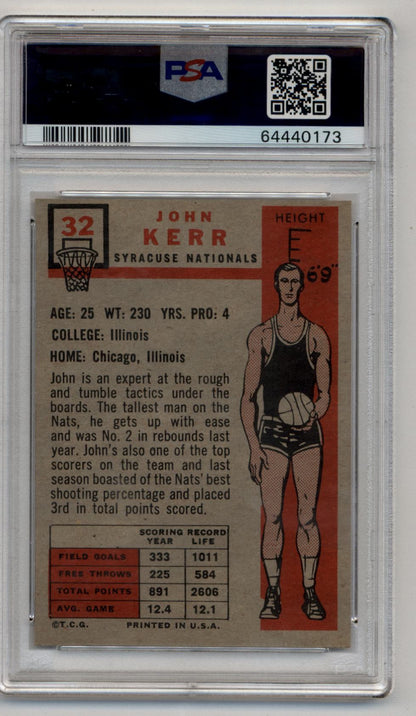 PSA
64440173
32
JOHN
KERR
SYRACUSE NATIONALS
HEIGHT
6'9"
AGE: 25 WT: 230 YRS. PRO: 4
COLLEGE: Illinois
HOME: Chicago, Illinois
John is an expert at the rough
and tumble tactics under the
boards. The tallest man on the
Nats, he gets up with ease
and was No. 2 in rebounds last
year. John's also one of the top
scorers on the team and last
season boasted of the Nats' best
shooting percentage and placed
3rd in total points scored.
SCORING RECORD
YEAR LIFE
FIELD GOALS 333 1011
FREE THROWS 225 584
TOTAL POINTS 891 2606
AVG. GAME 12.4 12.1
©T.C.G. PRINTED IN U.S.A.